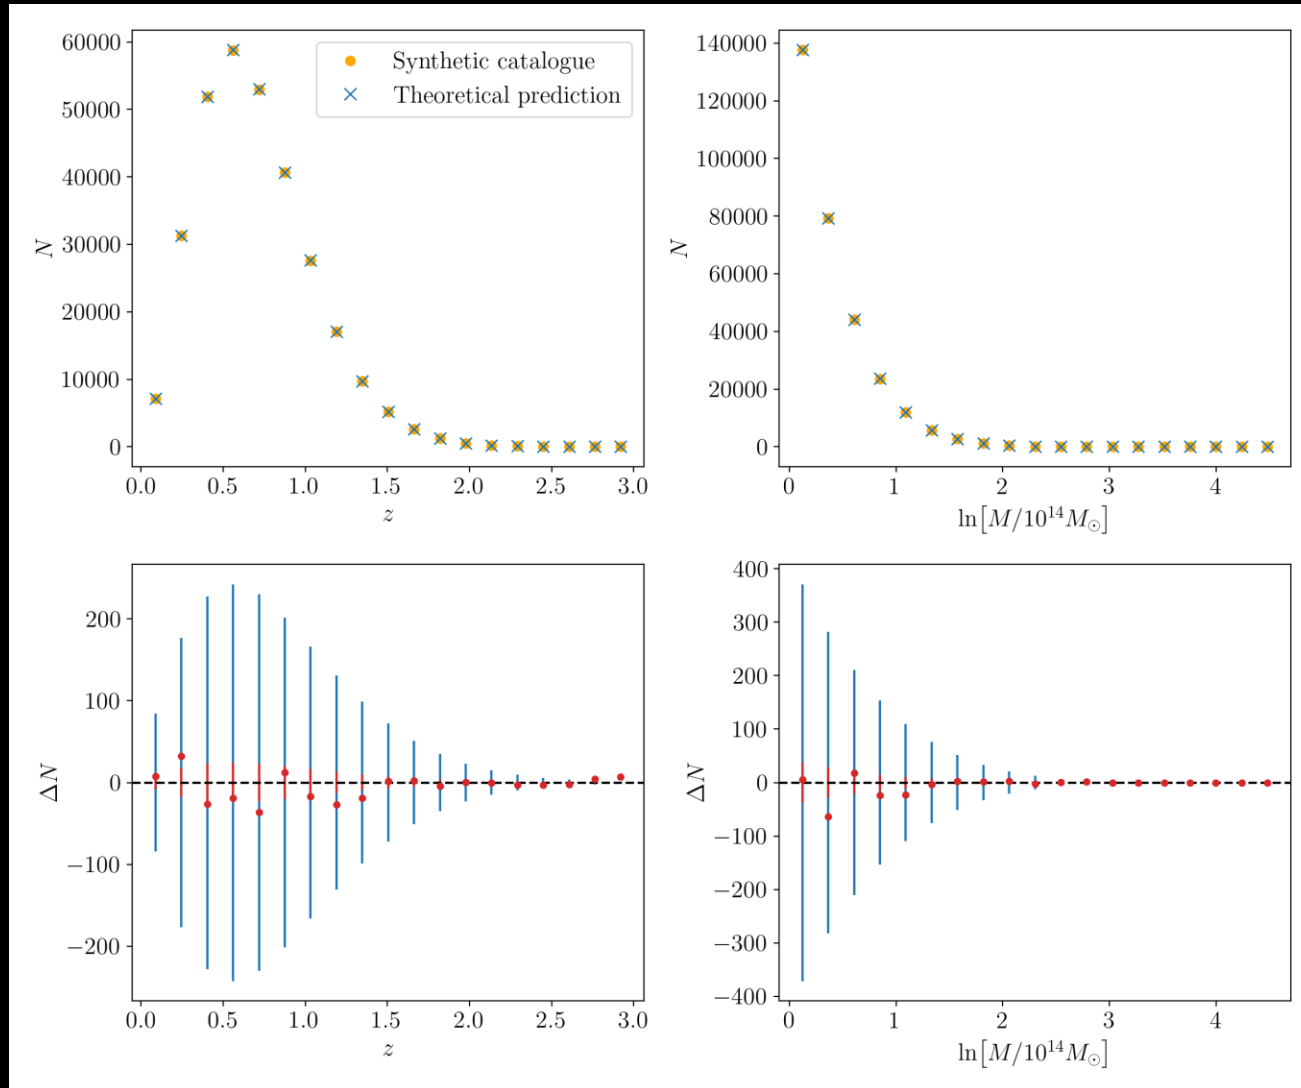 60000
50000
40000
30000
20000
10000
0
N
0.0 0.5 1.0 1.5 2.0 2.5 3.0
z
Synthetic catalogue
Theoretical prediction
140000
120000
100000
80000
60000
40000
20000
0
N
0 1 2 3 4
ln[M/10¹⁴M⊙]
200
100
0
−100
−200
ΔN
0.0 0.5 1.0 1.5 2.0 2.5 3.0
z
400
300
200
100
0
−100
−200
−300
−400
ΔN
0 1 2 3 4
ln[M/10¹⁴M⊙]